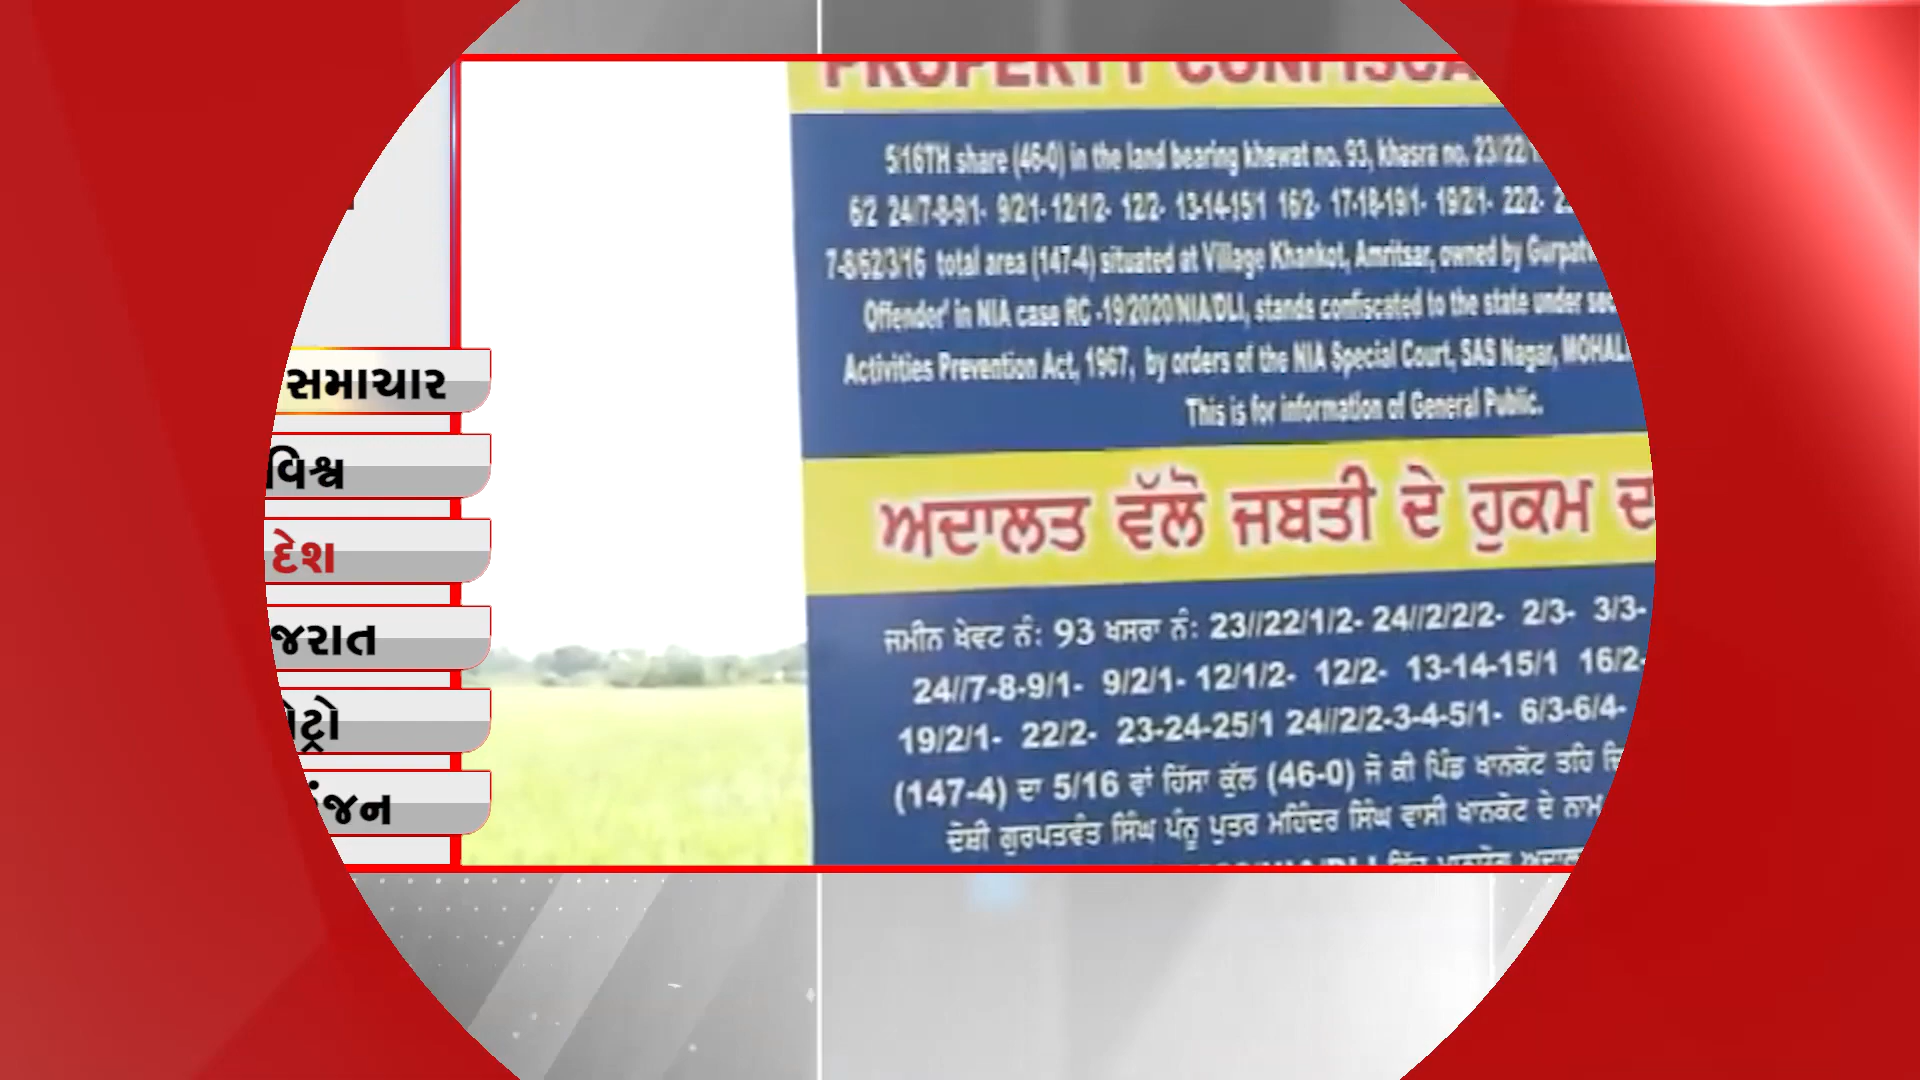 સમાચાર
વિશ્વ
દેશ
જરાત
જન
PROPERTY
5/16TH share (46-0) in the land bearing khewat no. 93, khasra no. 23//22/
6/2 24//7-8-9/1- 9/2/1- 12/1/2- 12/2- 13-14-15/1 16/2- 17-18-19/1- 19/2/1- 22/2-
7-8/62/3/16 total area (147-4) situated at Village Khankot, Amritsar, owned by
Offender' in NIA case RC -19/2020/NIA/DLI, stands confiscated to the state under
Activities Prevention Act, 1967, by orders of the NIA Special Court, SAS Nagar, MOHALI
This is for information of General Public.
ਅਦਾਲਤ ਵੱਲੋ ਜਬਤੀ ਦੇ ਹੁਕਮ
ਜਮੀਨ ਖੇਵਟ ਨੰ: 93 ਖਸਰਾ ਨੰ: 23//22/1/2- 24//2/2/2- 2/3- 3/3-
24//7-8-9/1- 9/2/1- 12/1/2- 12/2- 13-14-15/1 16/2-
19/2/1- 22/2- 23-24-25/1 24//2/2-3-4-5/1- 6/3-6/4-
(147-4) ਦਾ 5/16 ਵਾਂ ਹਿੱਸਾ ਕੁੱਲ (46-0) ਜੋ ਕੀ ਪਿੰਡ ਖਾਨਕੋਟ ਤਹਿ
ਦੋਸ਼ੀ ਗੁਰਪਤਵੰਤ ਸਿੰਘ ਪੰਨੂ ਪੁਤਰ ਮਹਿੰਦਰ ਸਿੰਘ ਵਾਸੀ ਖਾਨਕੋਟ ਦੇ ਨਾਮ